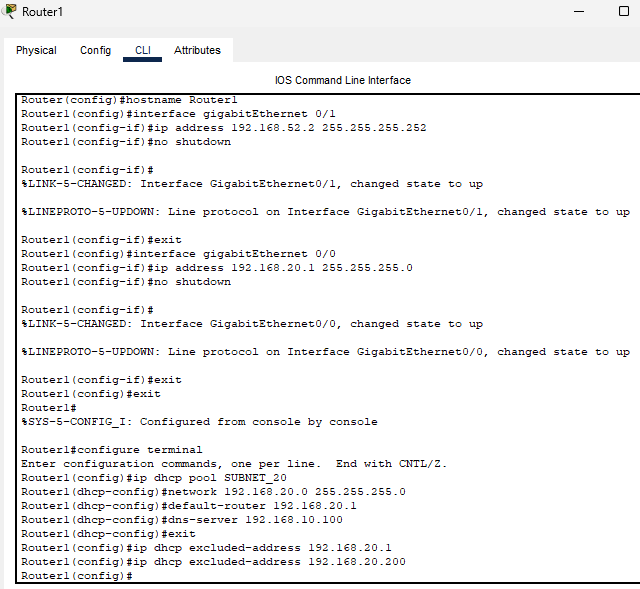 Router1
Physical Config CLI Attributes
IOS Command Line Interface
Router(config)#hostname Router1
Router1(config)#interface gigabitEthernet 0/1
Router1(config-if)#ip address 192.168.52.2 255.255.255.252
Router1(config-if)#no shutdown
Router1(config-if)#
%LINK-5-CHANGED: Interface GigabitEthernet0/1, changed state to up
%LINEPROTO-5-UPDOWN: Line protocol on Interface GigabitEthernet0/1, changed state to up
Router1(config-if)#exit
Router1(config)#interface gigabitEthernet 0/0
Router1(config-if)#ip address 192.168.20.1 255.255.255.0
Router1(config-if)#no shutdown
Router1(config-if)#
%LINK-5-CHANGED: Interface GigabitEthernet0/0, changed state to up
%LINEPROTO-5-UPDOWN: Line protocol on Interface GigabitEthernet0/0, changed state to up
Router1(config-if)#exit
Router1(config)#exit
Router1#
%SYS-5-CONFIG_I: Configured from console by console
Router1#configure terminal
Enter configuration commands, one per line.  End with CNTL/Z.
Router1(config)#ip dhcp pool SUBNET_20
Router1(dhcp-config)#network 192.168.20.0 255.255.255.0
Router1(dhcp-config)#default-router 192.168.20.1
Router1(dhcp-config)#dns-server 192.168.10.100
Router1(dhcp-config)#exit
Router1(config)#ip dhcp excluded-address 192.168.20.1
Router1(config)#ip dhcp excluded-address 192.168.20.200
Router1(config)#